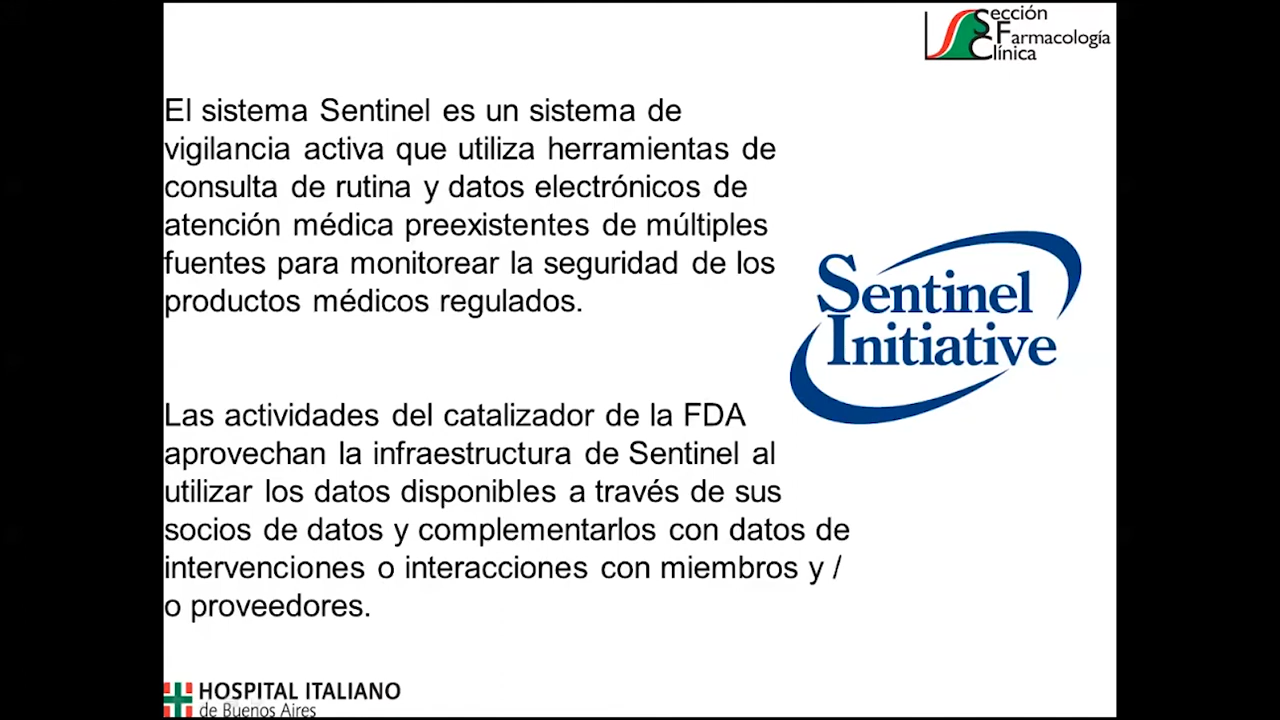 Sección
Farmacología
Clínica
El sistema Sentinel es un sistema de
vigilancia activa que utiliza herramientas de
consulta de rutina y datos electrónicos de
atención médica preexistentes de múltiples
fuentes para monitorear la seguridad de los
productos médicos regulados.
Sentinel
Initiative
Las actividades del catalizador de la FDA
aprovechan la infraestructura de Sentinel al
utilizar los datos disponibles a través de sus
socios de datos y complementarlos con datos de
intervenciones o interacciones con miembros y /
o proveedores.
HOSPITAL ITALIANO
de Buenos Aires